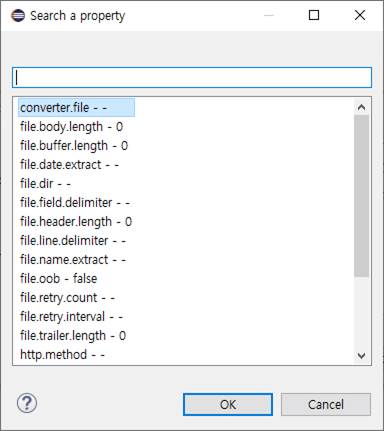 Search a property
converter.file - -
file.body.length - 0
file.buffer.length - 0
file.date.extract - -
file.dir - -
file.field.delimiter - -
file.header.length - 0
file.line.delimiter - -
file.name.extract - -
file.oob - false
file.retry.count - -
file.retry.interval - -
file.trailer.length - 0
http.method - -
?
OK
Cancel